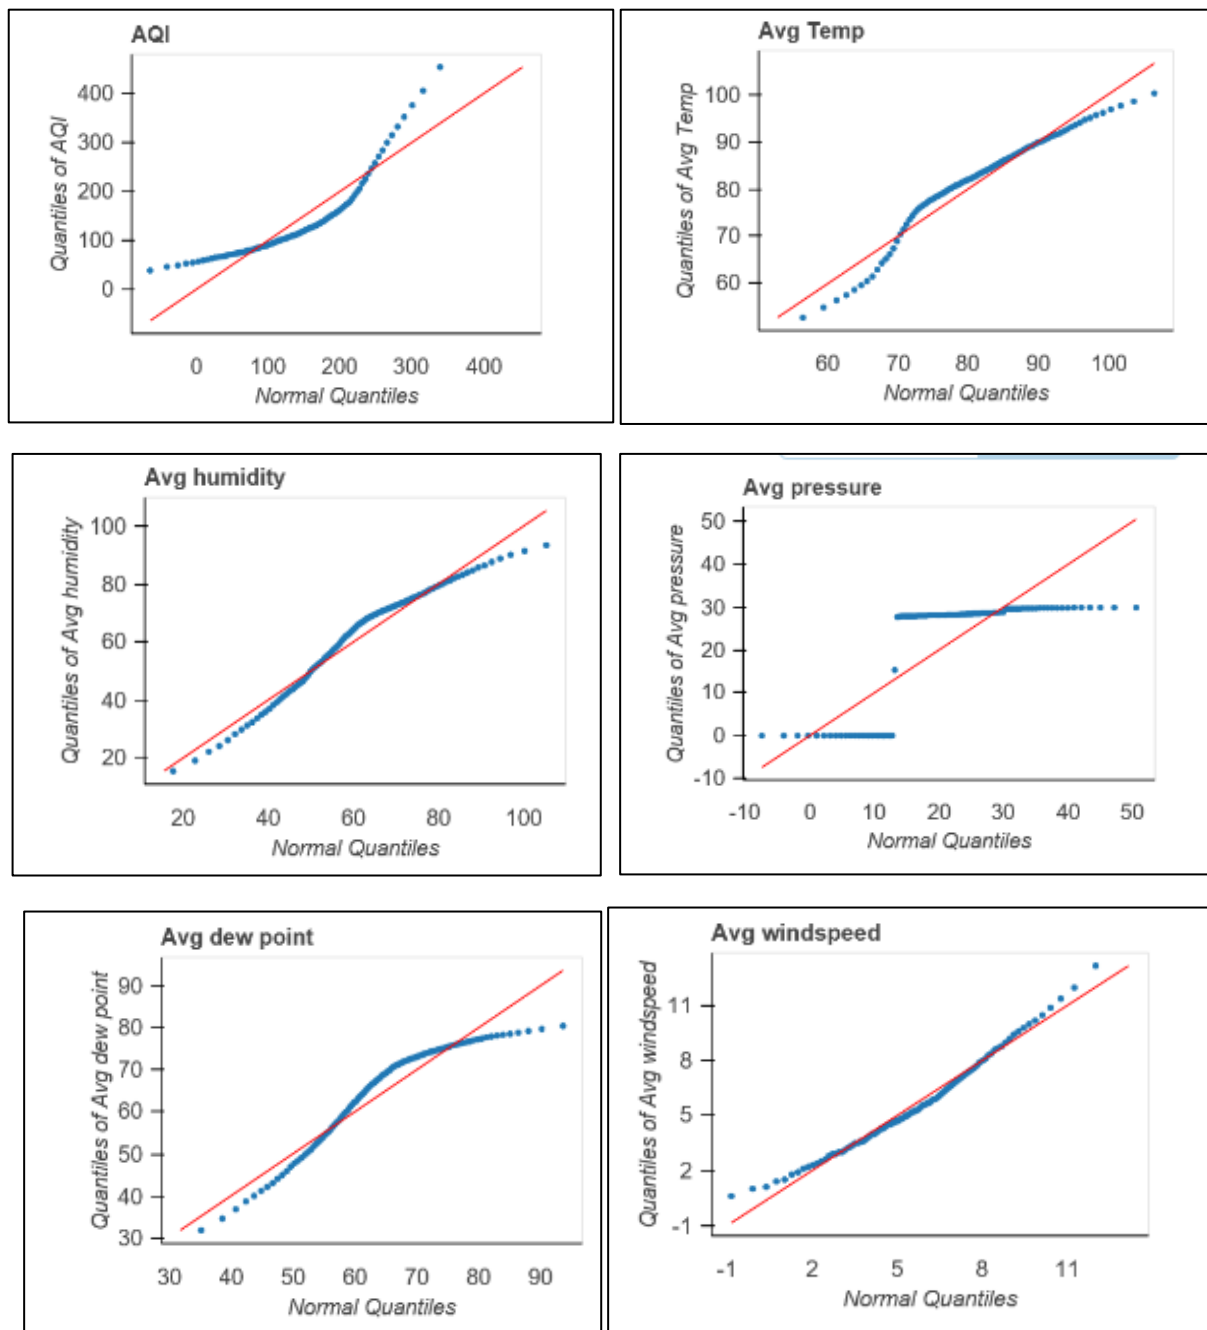 AQI
Quantiles of AQI
400
300
200
100
0
0 100 200 300 400
Normal Quantiles
Avg Temp
Quantiles of Avg Temp
100
90
80
70
60
60 70 80 90 100
Normal Quantiles
Avg humidity
Quantiles of Avg humidity
100
80
60
40
20
20 40 60 80 100
Normal Quantiles
Avg pressure
Quantiles of Avg pressure
50
40
30
20
10
0
-10
-10 0 10 20 30 40 50
Normal Quantiles
Avg dew point
Quantiles of Avg dew point
90
80
70
60
50
40
30
30 40 50 60 70 80 90
Normal Quantiles
Avg windspeed
Quantiles of Avg windspeed
11
8
5
2
-1
-1 2 5 8 11
Normal Quantiles